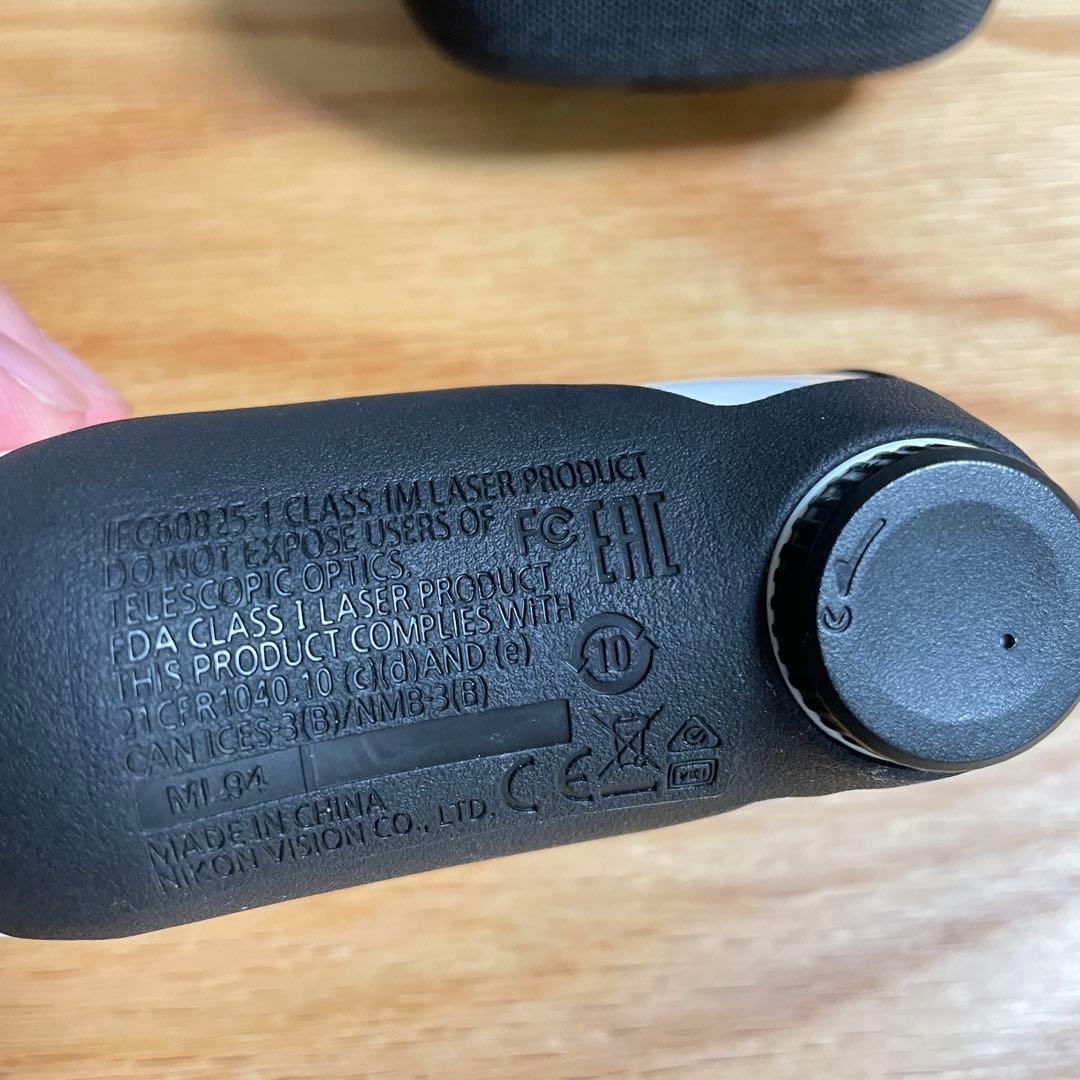 IEC60825-1 CLASS 1M LASER PRODUCT
DO NOT EXPOSE USERS OF
TELESCOPIC OPTICS.
FDA CLASS I LASER PRODUCT
THIS PRODUCT COMPLIES WITH
21CFR1040.10 (c)(d)AND (e)
CAN ICES-3(B)/NMB-3(B)
FC EAC
10
CE
MADE IN CHINA
NIKON VISION CO., LTD.